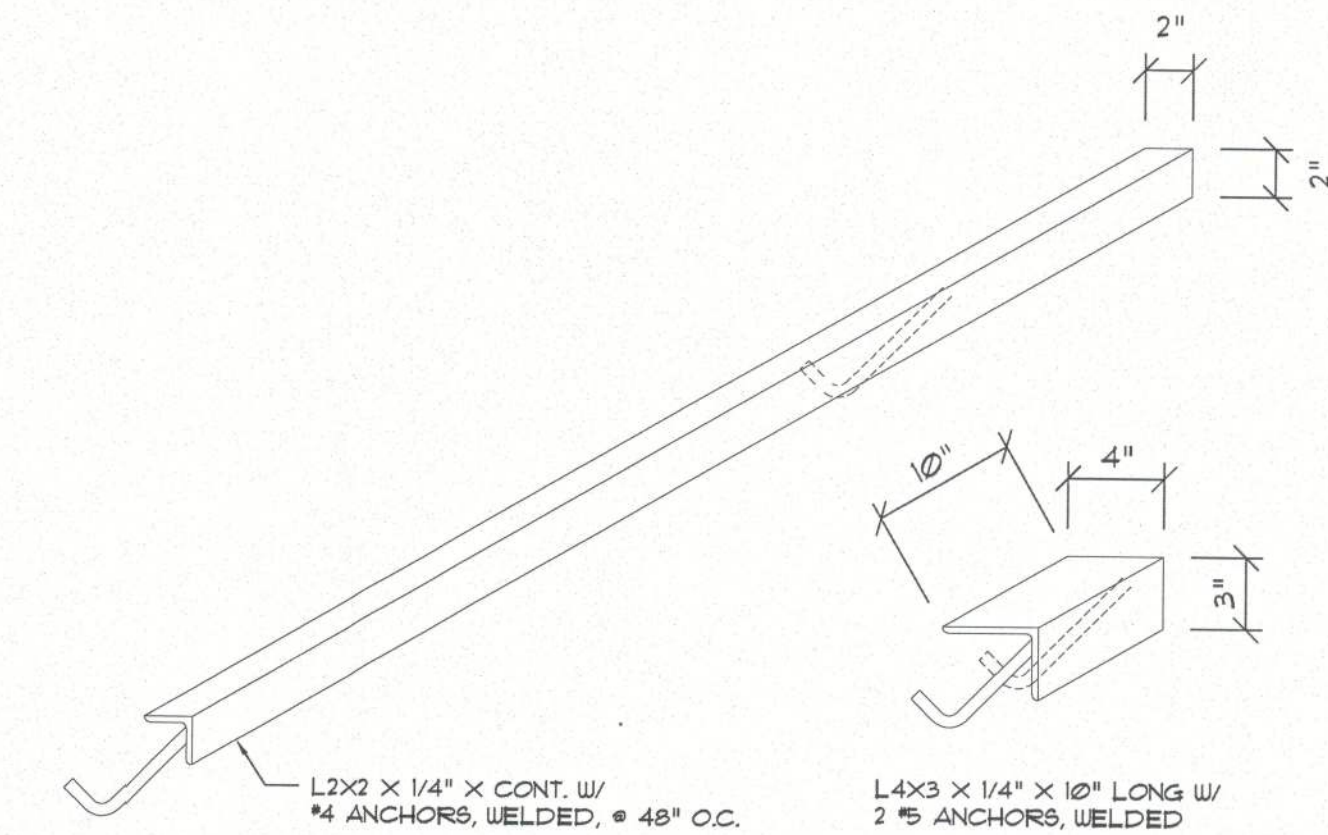 2"
2"
10"
4"
3"
L2X2 X 1/4" X CONT. W/
#4 ANCHORS, WELDED, @ 48" O.C.
L4X3 X 1/4" X 10" LONG W/
2 #5 ANCHORS, WELDED